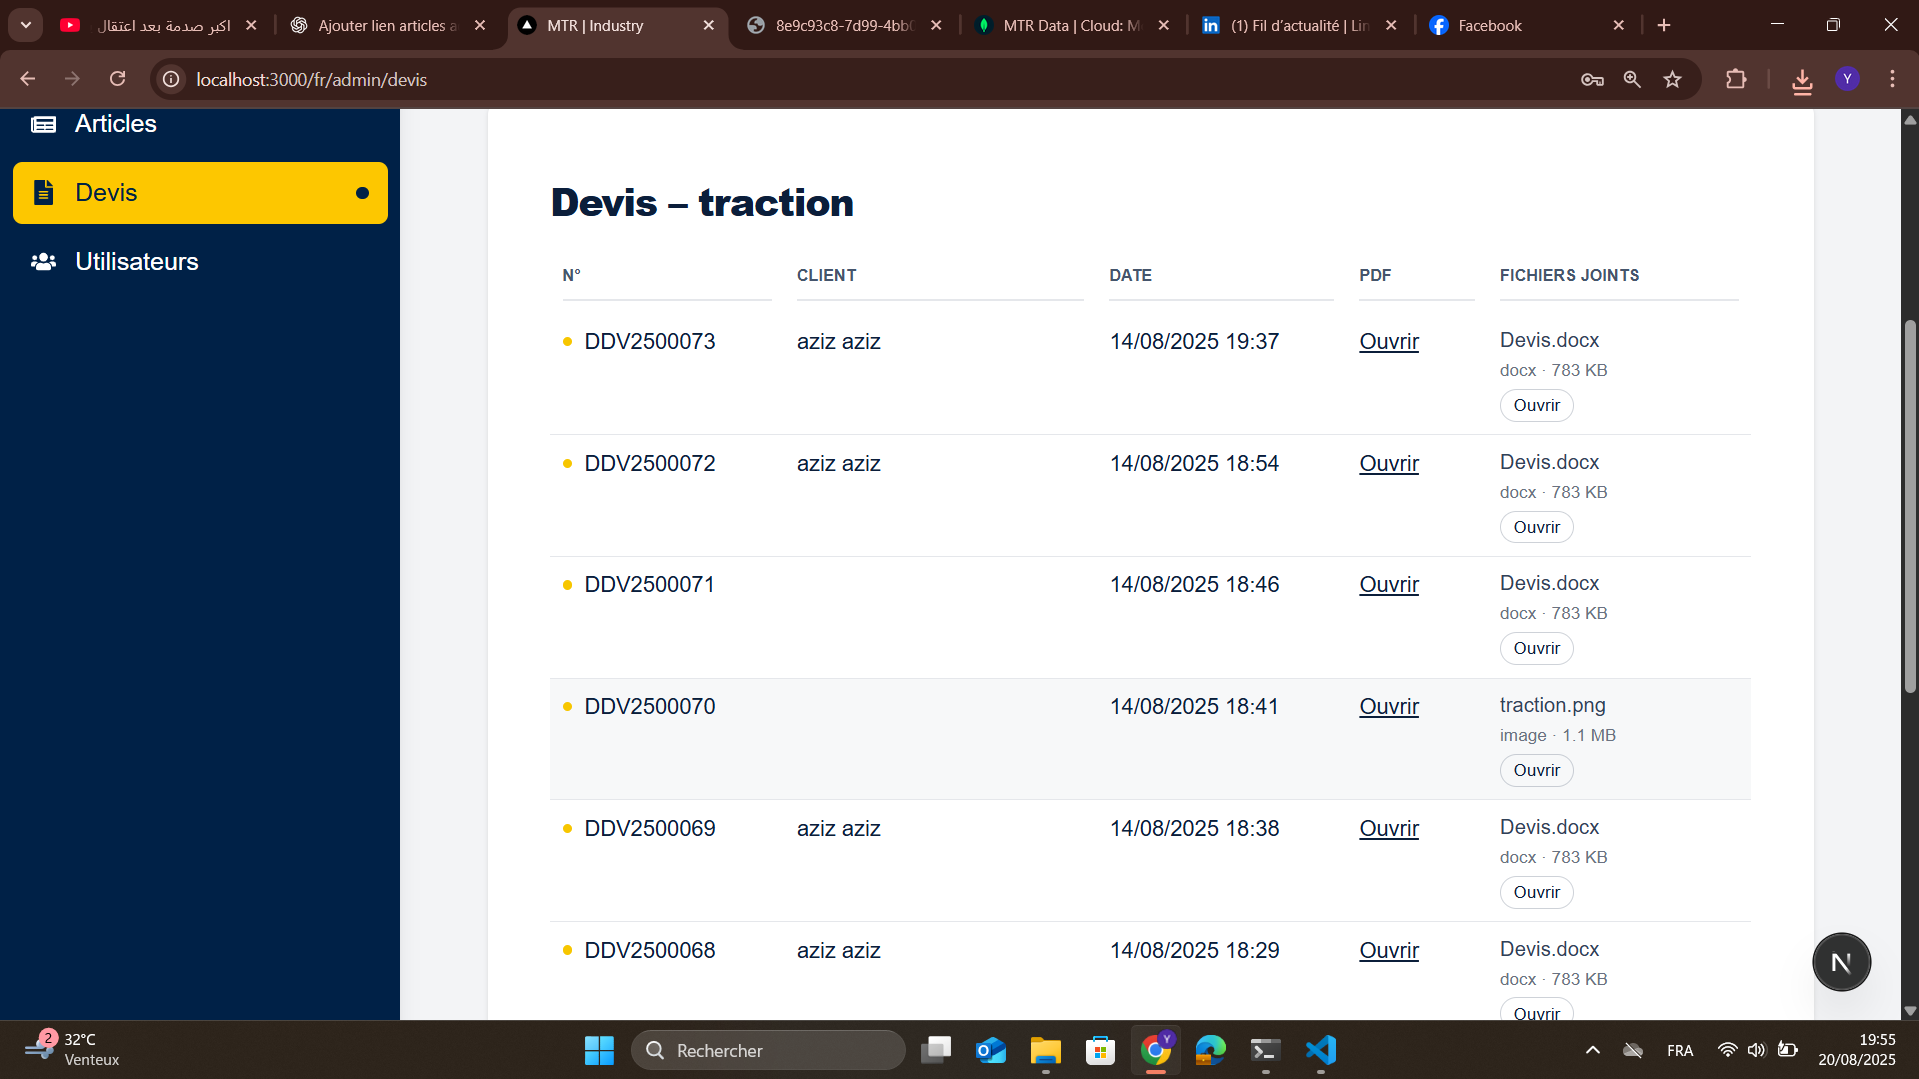 اكبر صدمة بعد اعتقال
Ajouter lien articles a
MTR | Industry
8e9c93c8-7d99-4bb0
MTR Data | Cloud: M
(1) Fil d'actualité | Lin
Facebook
localhost:3000/fr/admin/devis
Y
Articles
Devis
Utilisateurs
Devis – traction
N° CLIENT DATE PDF FICHIERS JOINTS
DDV2500073 aziz aziz 14/08/2025 19:37 Ouvrir Devis.docx
docx · 783 KB
Ouvrir
DDV2500072 aziz aziz 14/08/2025 18:54 Ouvrir Devis.docx
docx · 783 KB
Ouvrir
DDV2500071 14/08/2025 18:46 Ouvrir Devis.docx
docx · 783 KB
Ouvrir
DDV2500070 14/08/2025 18:41 Ouvrir traction.png
image · 1.1 MB
Ouvrir
DDV2500069 aziz aziz 14/08/2025 18:38 Ouvrir Devis.docx
docx · 783 KB
Ouvrir
DDV2500068 aziz aziz 14/08/2025 18:29 Ouvrir Devis.docx
docx · 783 KB
Ouvrir
N
2
32°C
Venteux
Rechercher
Y
FRA
19:55
20/08/2025